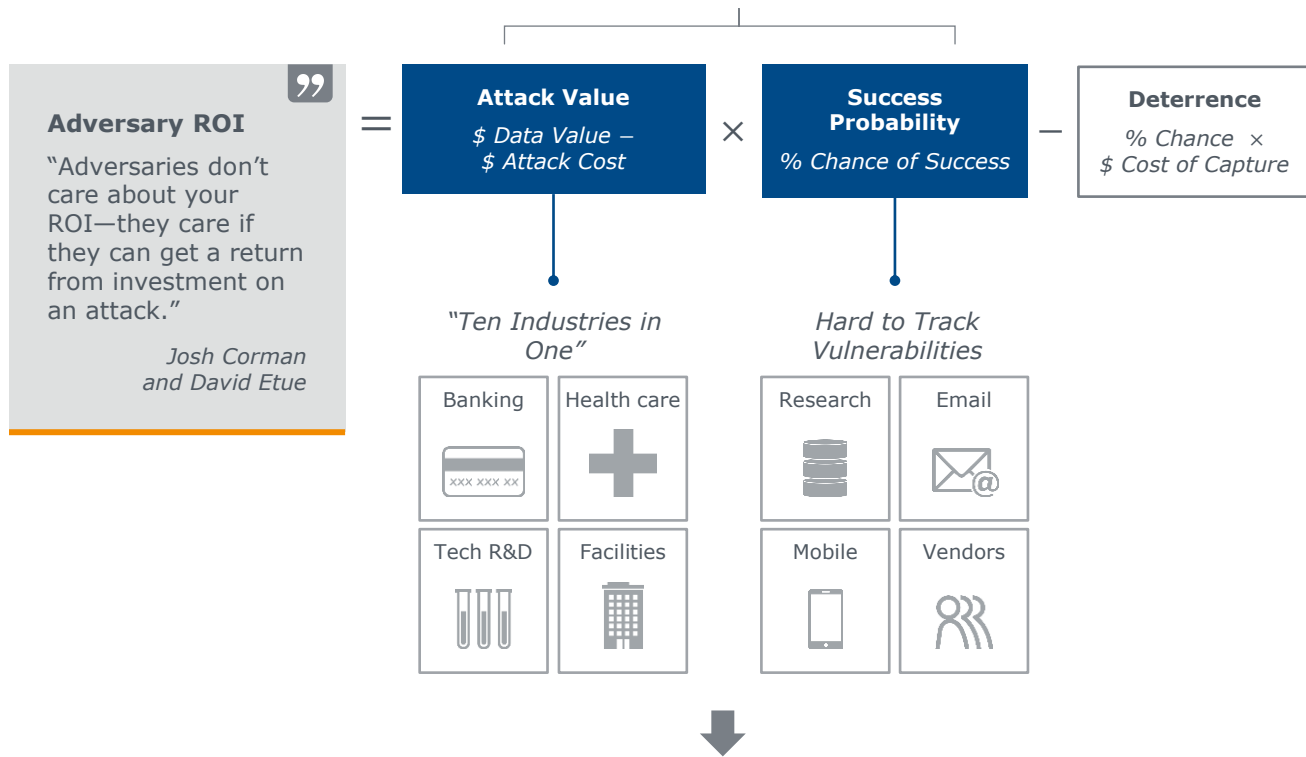 ”
Adversary ROI
“Adversaries don’t
care about your
ROI—they care if
they can get a return
from investment on
an attack.”
Josh Corman
and David Etue
=
Attack Value
$ Data Value –
$ Attack Cost
×
Success
Probability
% Chance of Success
–
Deterrence
% Chance ×
$ Cost of Capture
“Ten Industries in
One”
Banking
xxx xxx xx
Health care
Tech R&D
Facilities
Hard to Track
Vulnerabilities
Research
Email
@
Mobile
Vendors